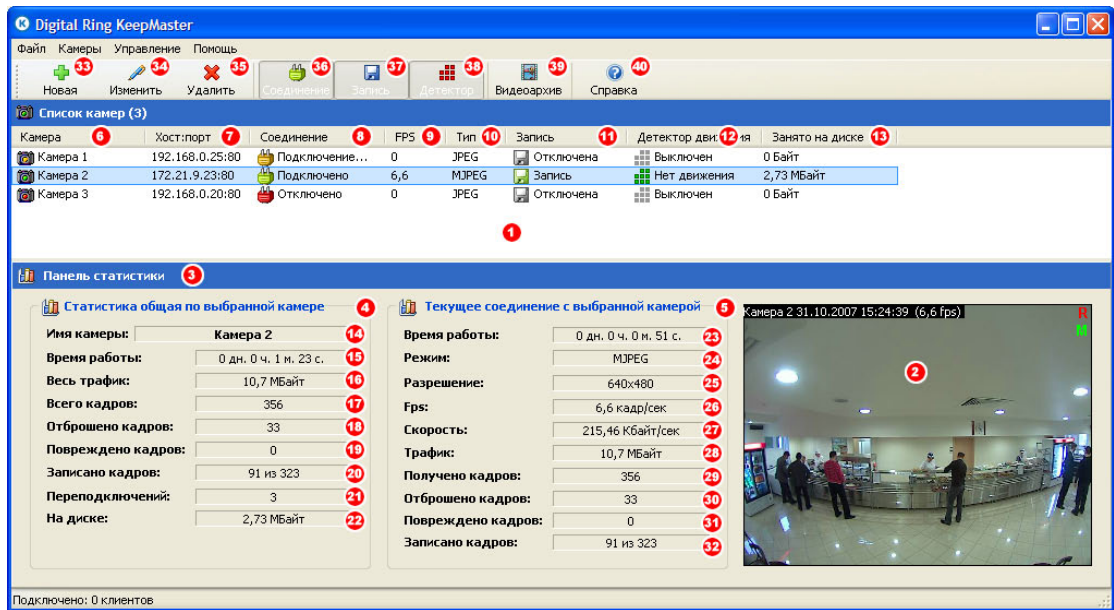 Digital Ring KeepMaster
Файл Камеры Управление Помощь
33 34 35 36 37 38 39 40
Новая Изменить Удалить Соединение Запись Детектор Видеоархив Справка
Список камер (3)
Камера 6 Хост:порт 7 Соединение 8 FPS 9 Тип 10 Запись 11 Детектор движения 12 Занято на диске 13
Камера 1 192.168.0.25:80 Подключение... 0 JPEG Отключена Выключен 0 Байт
Камера 2 172.21.9.23:80 Подключено 6,6 MJPEG Запись Нет движения 2,73 МБайт
Камера 3 192.168.0.20:80 Отключено 0 JPEG Отключена Выключен 0 Байт
1
Панель статистики 3
Статистика общая по выбранной камере 4
Имя камеры: Камера 2 14
Время работы: 0 дн. 0 ч. 1 м. 23 с. 15
Весь трафик: 10,7 МБайт 16
Всего кадров: 356 17
Отброшено кадров: 33 18
Повреждено кадров: 0 19
Записано кадров: 91 из 323 20
Переподключений: 3 21
На диске: 2,73 МБайт 22
Текущее соединение с выбранной камерой 5
Время работы: 0 дн. 0 ч. 0 м. 51 с. 23
Режим: MJPEG 24
Разрешение: 640x480 25
Fps: 6,6 кадр/сек 26
Скорость: 215,46 Кбайт/сек 27
Трафик: 10,7 МБайт 28
Получено кадров: 356 29
Отброшено кадров: 33 30
Повреждено кадров: 0 31
Записано кадров: 91 из 323 32
Камера 2 31.10.2007 15:24:39 (6,6 fps) R
M
2
Подключено: 0 клиентов